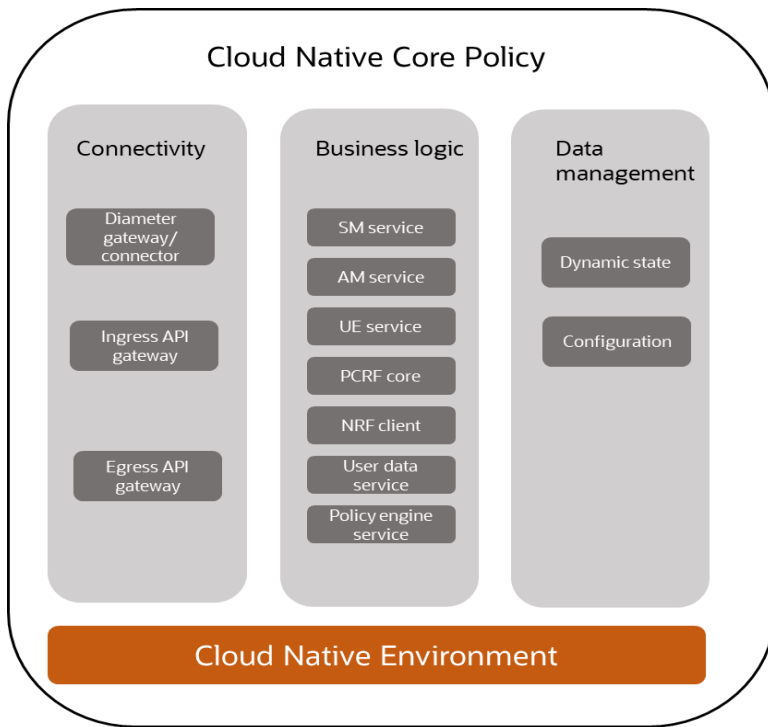 Cloud Native Core Policy
Connectivity
Diameter
gateway/
connector
Ingress API
gateway
Egress API
gateway
Business logic
SM service
AM service
UE service
PCRF core
NRF client
User data
service
Policy engine
service
Data
management
Dynamic state
Configuration
Cloud Native Environment